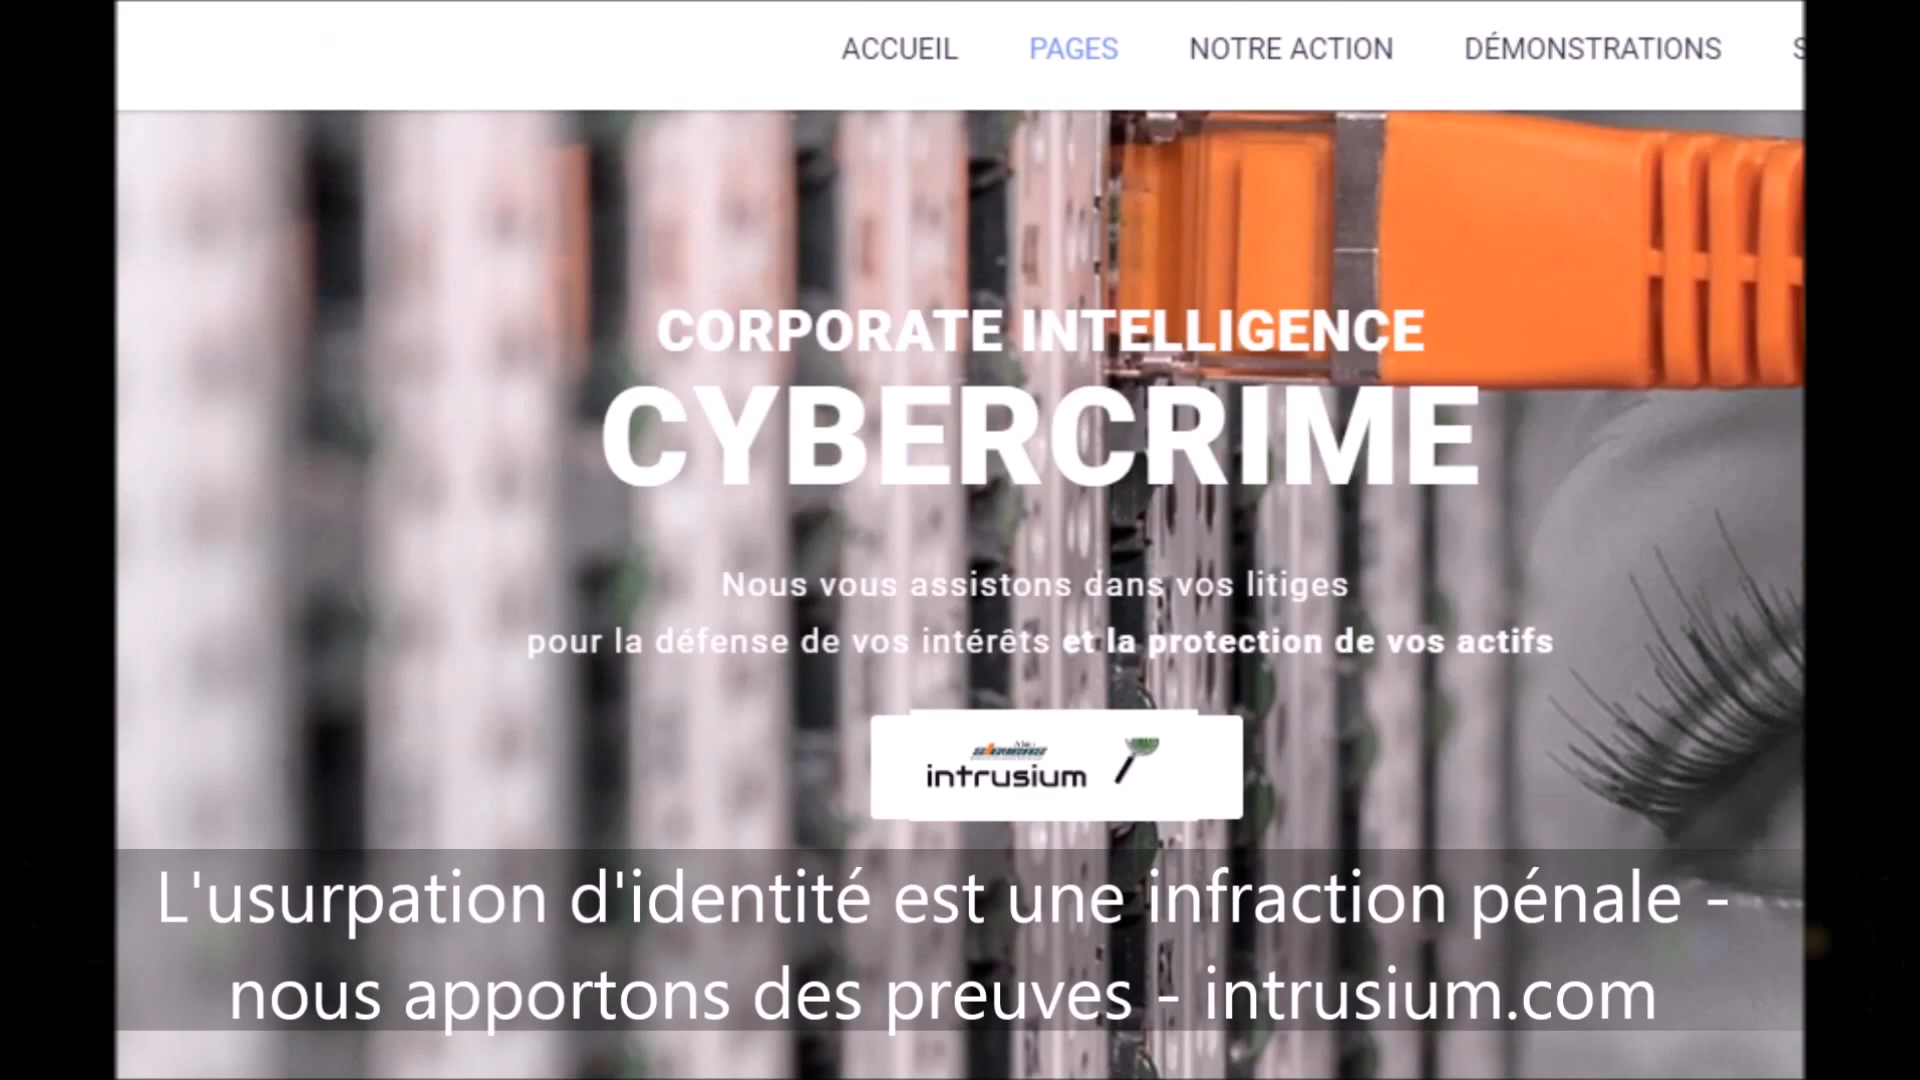 ACCUEIL PAGES NOTRE ACTION DÉMONSTRATIONS S
CORPORATE INTELLIGENCE
CYBERCRIME
Nous vous assistons dans vos litiges
pour la défense de vos intérêts et la protection de vos actifs
intrusium
L'usurpation d'identité est une infraction pénale -
nous apportons des preuves - intrusium.com